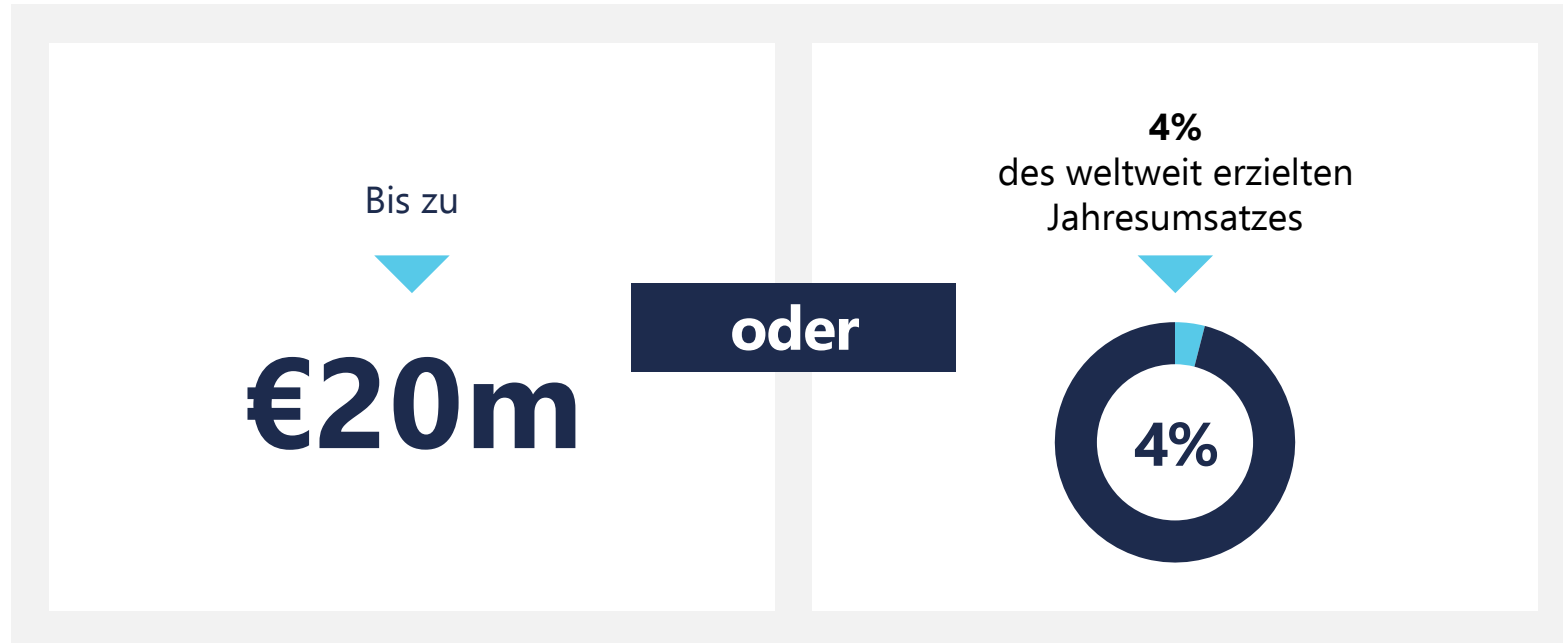 Bis zu
€20m
oder
4%
des weltweit erzielten
Jahresumsatzes
4%